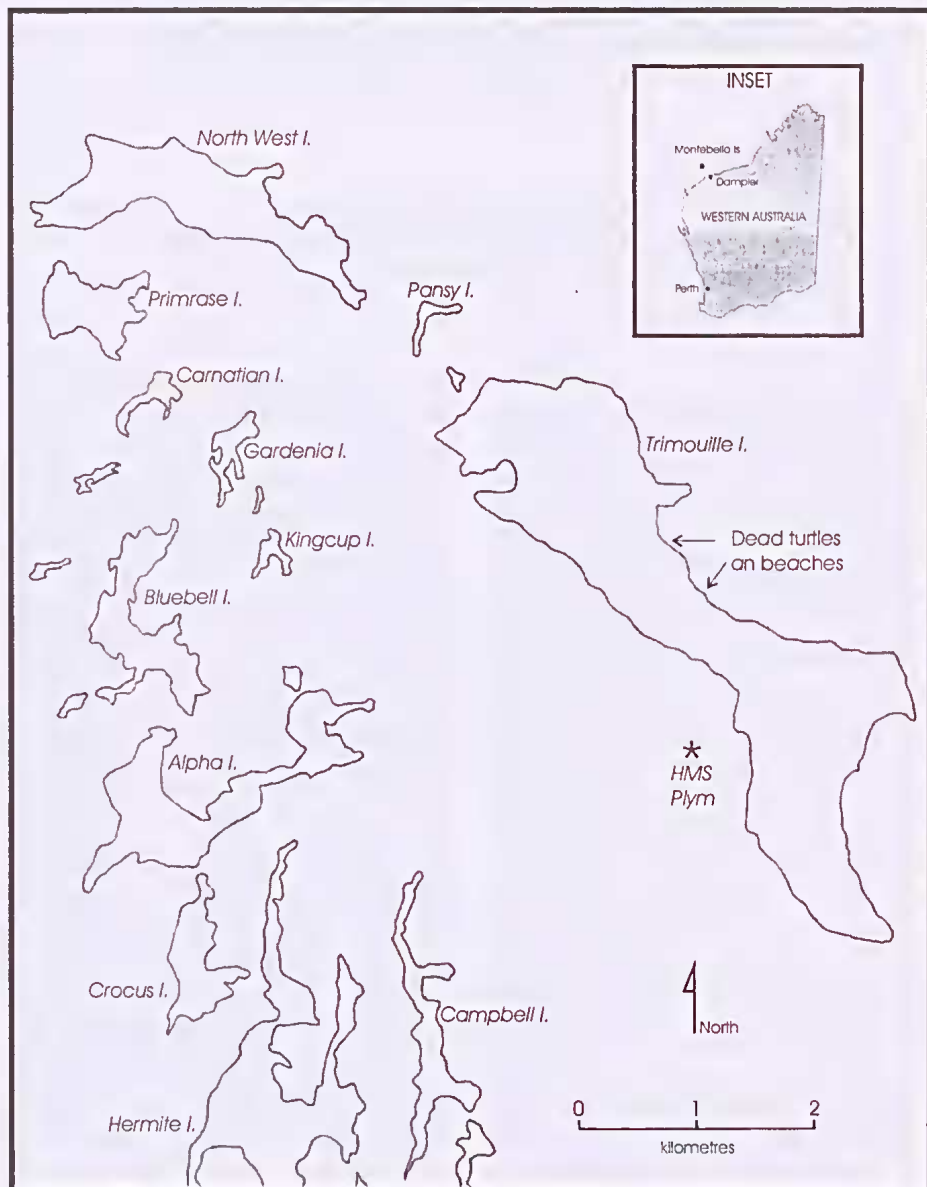 INSET
Montebello Is
Dampier
WESTERN AUSTRALIA
Perth
North West I.
Primrase I.
Pansy I.
Carnatian I.
Gardenia I.
Trimouille I.
Kingcup I.
Dead turtles
an beaches
Bluebell I.
Alpha I.
*
HMS
Plym
Crocus I.
Campbell I.
North
Hermite I.
0 1 2
kilometres